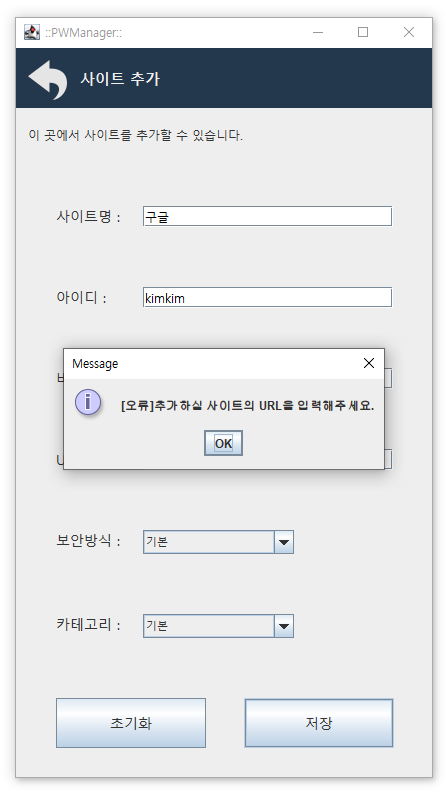 ::PWManager::
사이트 추가
이 곳에서 사이트를 추가할 수 있습니다.
사이트명 : 구글
아이디 : kimkim
Message
[오류]추가하실 사이트의 URL을 입력해주세요.
OK
보안방식 : 기본
카테고리 : 기본
초기화 저장